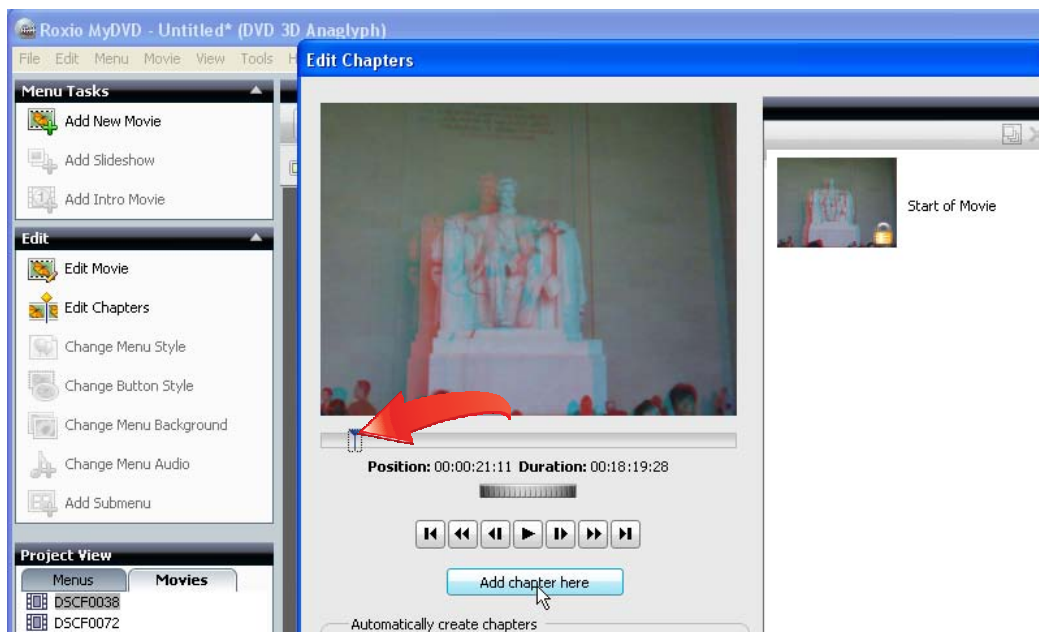 Roxio MyDVD - Untitled* (DVD 3D Anaglyph)
File Edit Menu Movie View Tools H
Edit Chapters
Menu Tasks
Add New Movie
Add Slideshow
Add Intro Movie
Edit
Edit Movie
Edit Chapters
Change Menu Style
Change Button Style
Change Menu Background
Change Menu Audio
Add Submenu
Project View
Menus Movies
DSCF0038
DSCF0072
Position: 00:00:21:11 Duration: 00:18:19:28
Add chapter here
Automatically create chapters
Start of Movie